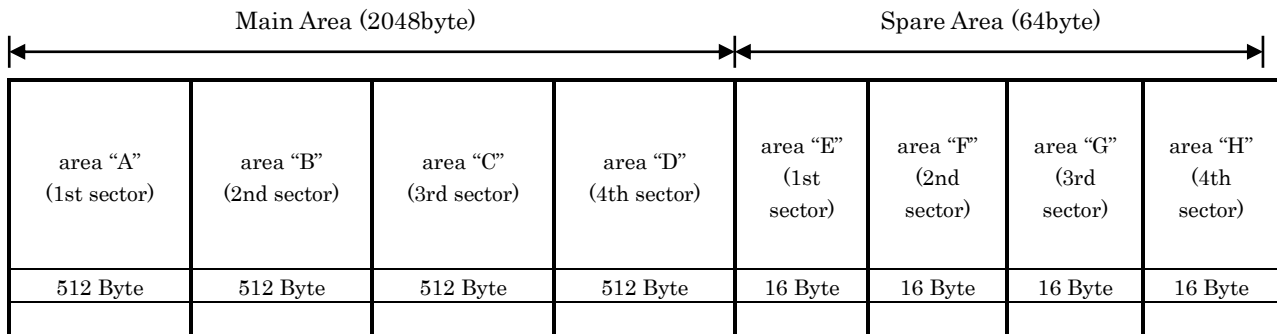 Main Area (2048byte) Spare Area (64byte)
area “A”
(1st sector)
area “B”
(2nd sector)
area “C”
(3rd sector)
area “D”
(4th sector)
area “E”
(1st
sector)
area “F”
(2nd
sector)
area “G”
(3rd
sector)
area “H”
(4th
sector)
512 Byte 512 Byte 512 Byte 512 Byte 16 Byte 16 Byte 16 Byte 16 Byte